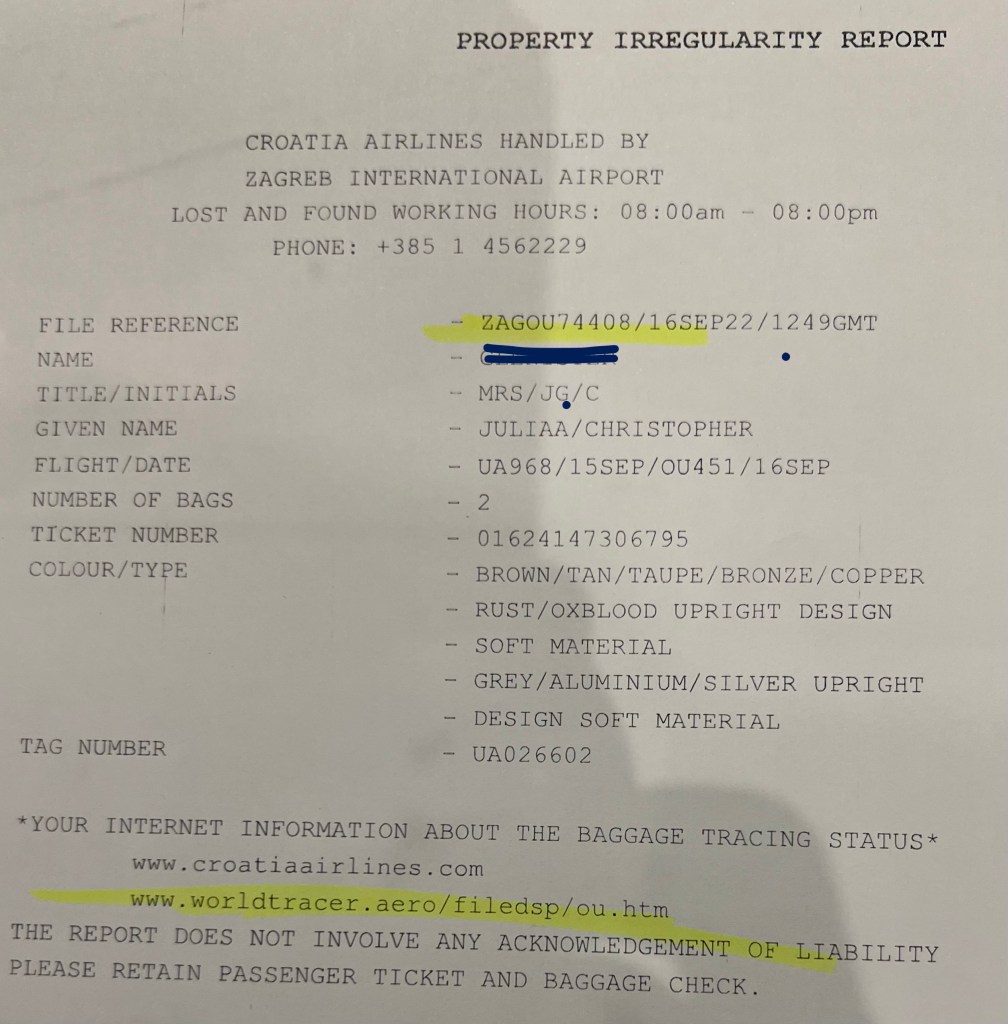 PROPERTY IRREGULARITY REPORT
CROATIA AIRLINES HANDLED BY
ZAGREB INTERNATIONAL AIRPORT
LOST AND FOUND WORKING HOURS: 08:00am - 08:00pm
PHONE: +385 1 4562229
FILE REFERENCE - ZAGOU74408/16SEP22/1249GMT
NAME -
TITLE/INITIALS - MRS/JG/C
GIVEN NAME - JULIAA/CHRISTOPHER
FLIGHT/DATE - UA968/15SEP/OU451/16SEP
NUMBER OF BAGS - 2
TICKET NUMBER - 01624147306795
COLOUR/TYPE - BROWN/TAN/TAUPE/BRONZE/COPPER
- RUST/OXBLOOD UPRIGHT DESIGN
- SOFT MATERIAL
- GREY/ALUMINIUM/SILVER UPRIGHT
- DESIGN SOFT MATERIAL
TAG NUMBER - UA026602
*YOUR INTERNET INFORMATION ABOUT THE BAGGAGE TRACING STATUS*
www.croatiaairlines.com
www.worldtracer.aero/filedsp/ou.htm
THE REPORT DOES NOT INVOLVE ANY ACKNOWLEDGEMENT OF LIABILITY
PLEASE RETAIN PASSENGER TICKET AND BAGGAGE CHECK.